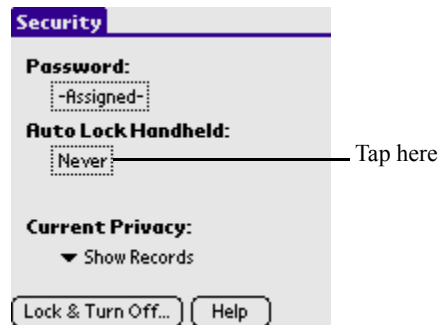 Security
Password:
-Assigned-
Auto Lock Handheld:
Never
Tap here
Current Privacy:
Show Records
Lock & Turn Off... Help